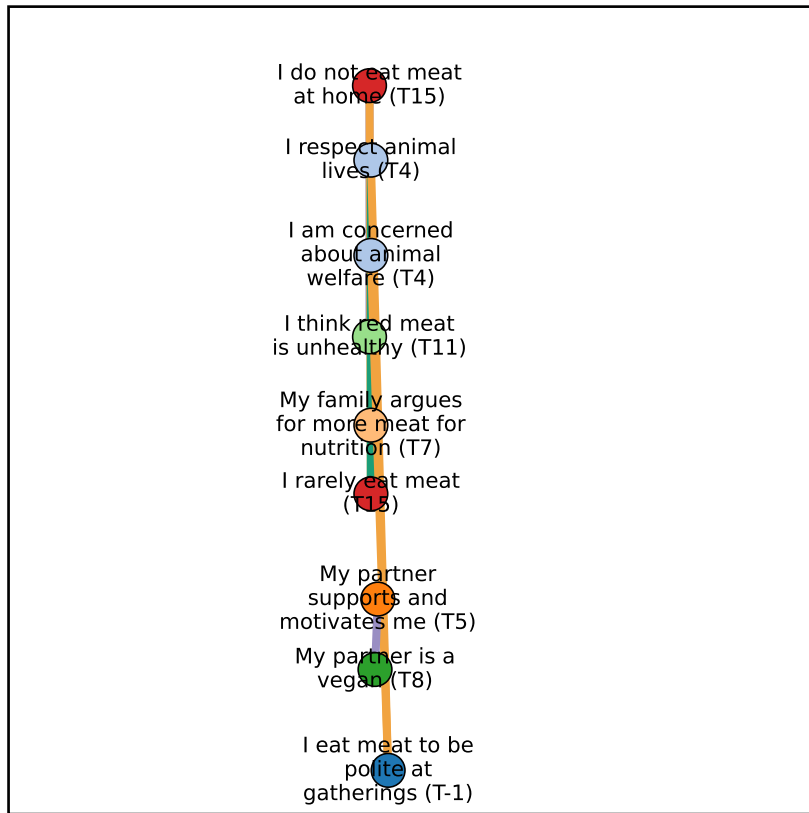 I do not eat meat
at home (T15)
I respect animal
lives (T4)
I am concerned
about animal
welfare (T4)
I think red meat
is unhealthy (T11)
My family argues
for more meat for
nutrition (T7)
I rarely eat meat
(T15)
My partner
supports and
motivates me (T5)
My partner is a
vegan (T8)
I eat meat to be
polite at
gatherings (T-1)